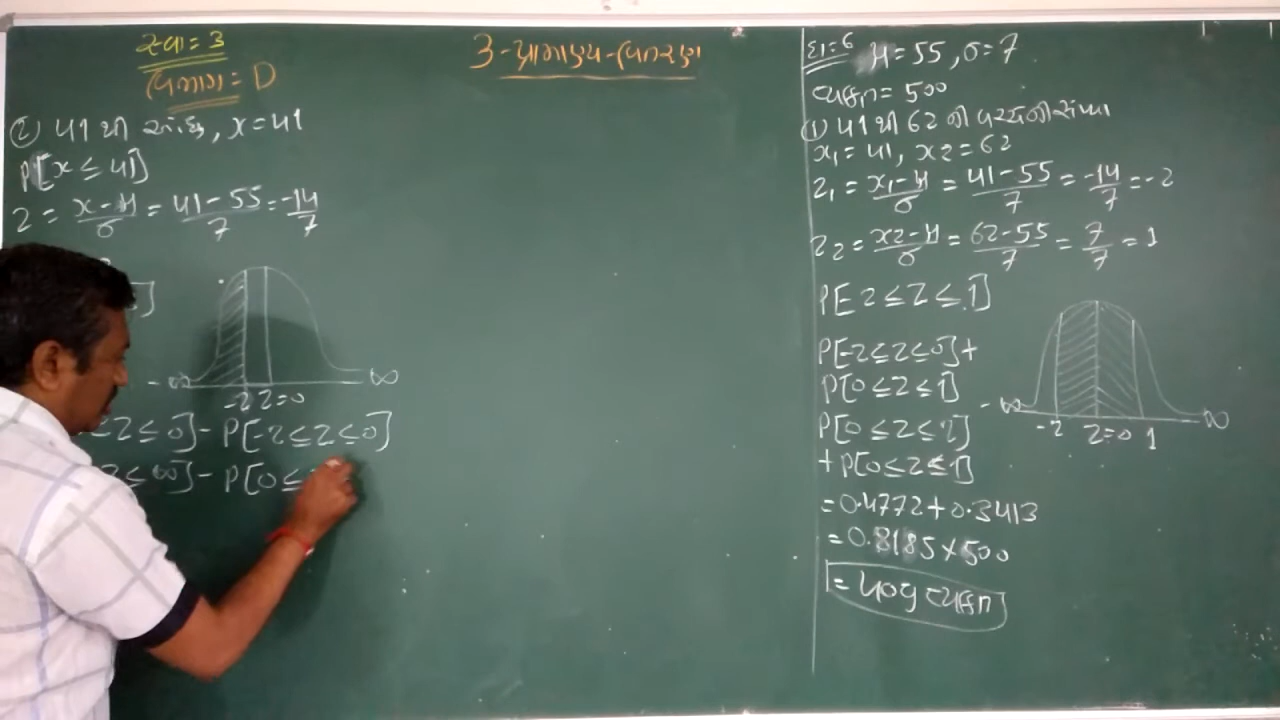 સ્વા = 3
વિભાગ = D
3 - પ્રામાણ્ય - વિતરણ
(૨) ૫૧ થી ઓછા, x = 41
P[x ≤ 41]
z = x-μ/σ = 41-55/7 = -14/7
-∞ -2 z=0 ∞
-z ≤ 0] - P[-2 ≤ z ≤ 0]
z ≤ ∞] - P[0 ≤
દા=6 μ = 55, σ = 7
વ્યક્તિ = 500
(1) 41 થી 62 ની વચ્ચેની સંખ્યા
x₁ = 41, x2 = 62
z₁ = x₁-μ/σ = 41-55/7 = -14/7 = -2
z₂ = x2-μ/σ = 62-55/7 = 7/7 = 1
P[-2 ≤ z ≤ 1]
P[-2 ≤ z ≤ 0] +
P[0 ≤ z ≤ 1]
P[0 ≤ z ≤ 2]
+ P[0 ≤ z ≤ 1]
-∞ -2 z=0 1 ∞
= 0.4772 + 0.3413
= 0.8185 × 500
= 409 વ્યક્તિ